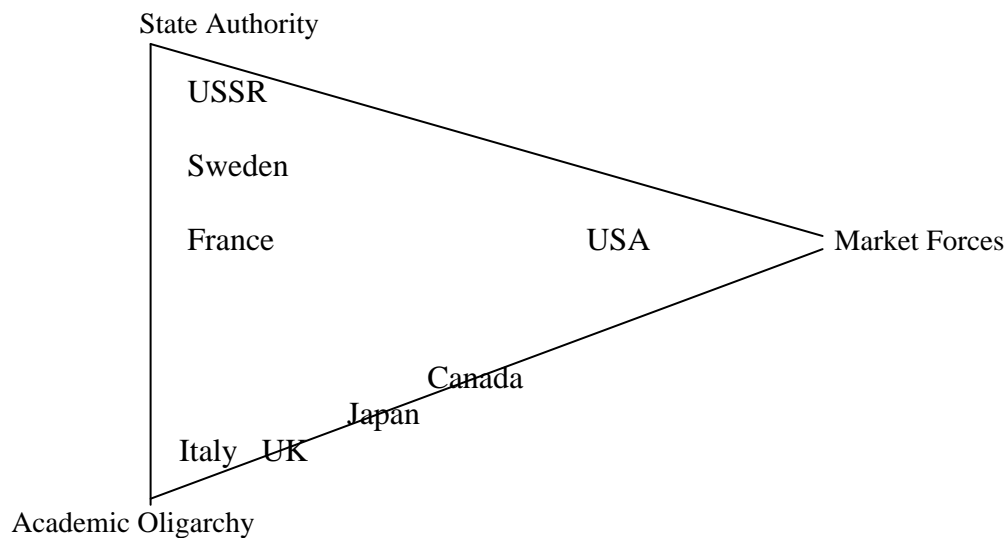 State Authority
USSR
Sweden
France USA Market Forces
Canada
Japan
Italy UK
Academic Oligarchy